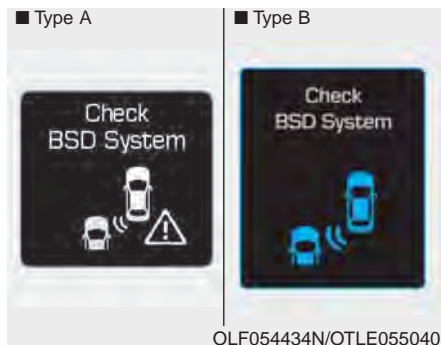 ■ Type A
■ Type B
Check
BSD System
Check
BSD System
OLF054434N/OTLE055040